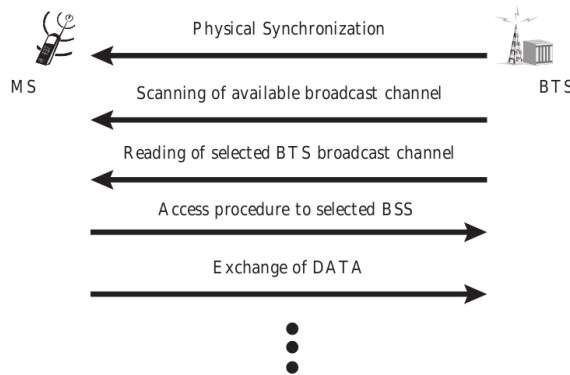 Physical Synchronization
MS
BTS
Scanning of available broadcast channel
Reading of selected BTS broadcast channel
Access procedure to selected BSS
Exchange of DATA